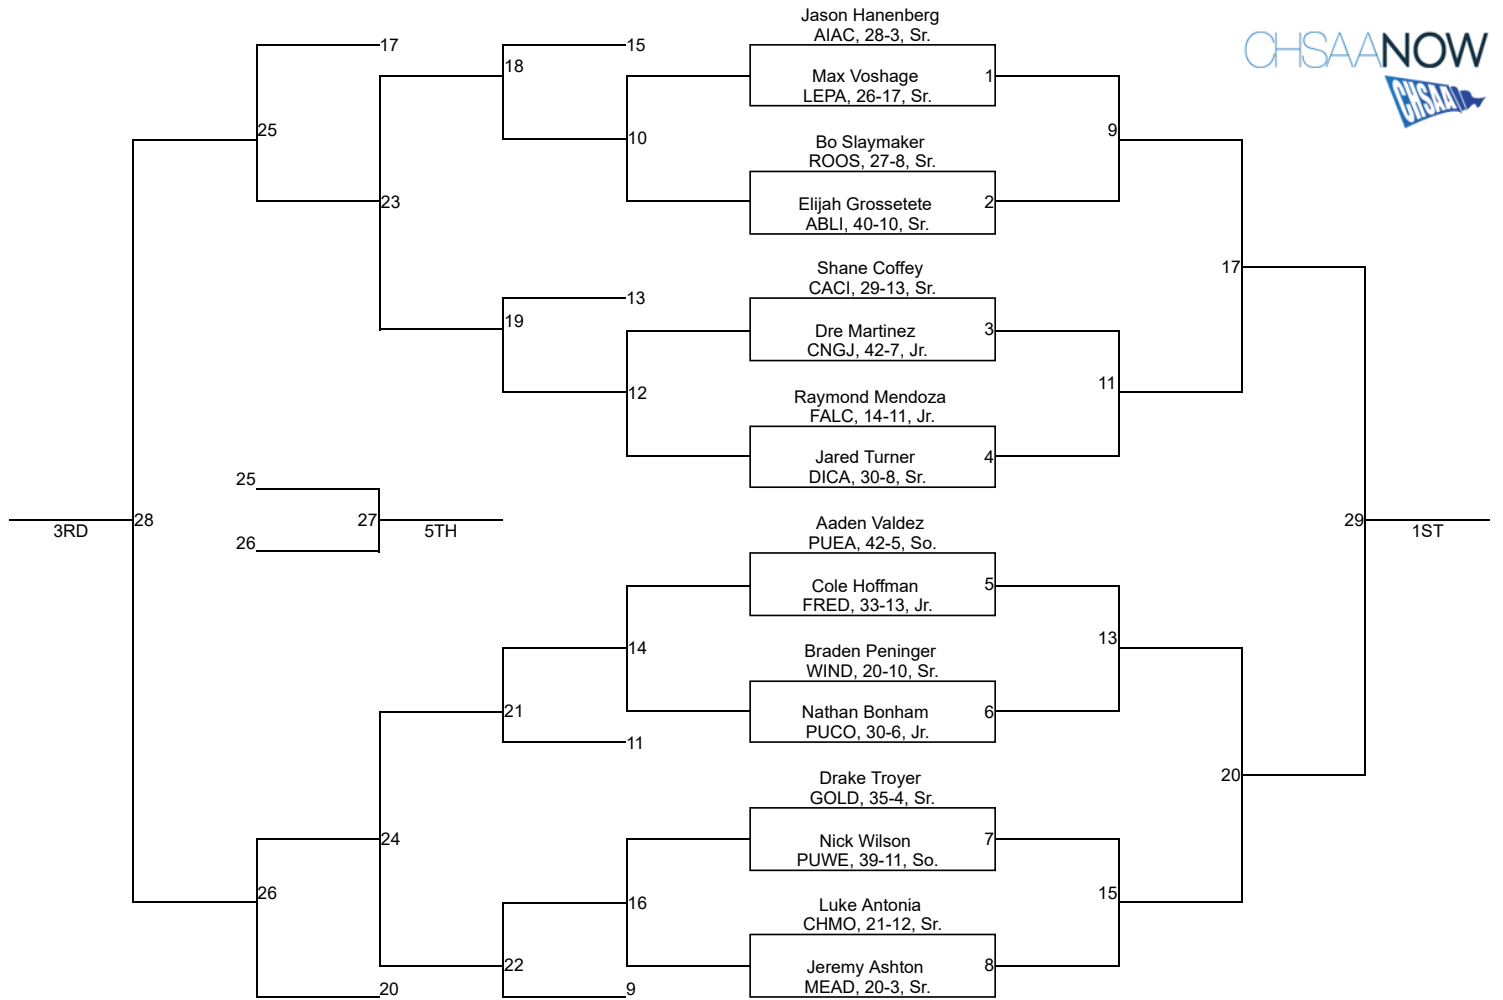 Jason Hanenberg
AIAC, 28-3, Sr.
CHSAANOW
CHSAA
17
15
18
Max Voshage
1
LEPA, 26-17, Sr.
25
10
9
Bo Slaymaker
ROOS, 27-8, Sr.
23
Elijah Grossetete
2
ABLI, 40-10, Sr.
Shane Coffey
17
CACI, 29-13, Sr.
13
19
Dre Martinez
3
CNGJ, 42-7, Jr.
12
11
Raymond Mendoza
FALC, 14-11, Jr.
Jared Turner
4
DICA, 30-8, Sr.
25
28
27
29
3RD
5TH
1ST
26
Aaden Valdez
PUEA, 42-5, So.
Cole Hoffman
5
FRED, 33-13, Jr.
14
13
Braden Peninger
WIND, 20-10, Sr.
21
Nathan Bonham
6
PUCO, 30-6, Jr.
11
Drake Troyer
20
GOLD, 35-4, Sr.
24
Nick Wilson
7
PUWE, 39-11, So.
26
16
15
Luke Antonia
CHMO, 21-12, Sr.
22
Jeremy Ashton
8
MEAD, 20-3, Sr.
20
9